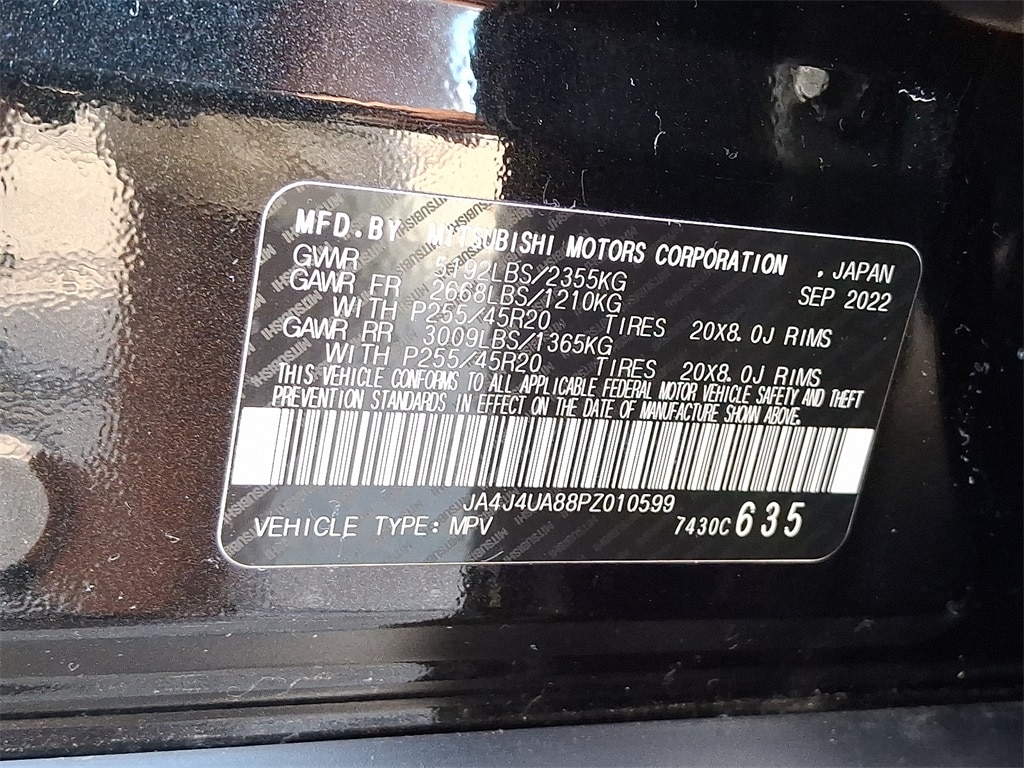 MFD.BY MITSUBISHI MOTORS CORPORATION , JAPAN
GVWR 5192LBS/2355KG SEP 2022
GAWR FR 2668LBS/1210KG
WITH P255/45R20 TIRES 20X8.0J RIMS
GAWR RR 3009LBS/1365KG
WITH P255/45R20 TIRES 20X8.0J RIMS
THIS VEHICLE CONFORMS TO ALL APPLICABLE FEDERAL MOTOR VEHICLE SAFETY AND THEFT
PREVENTION STANDARDS IN EFFECT ON THE DATE OF MANUFACTURE SHOWN ABOVE.
JA4J4UA88PZ010599
VEHICLE TYPE: MPV 7430C 635